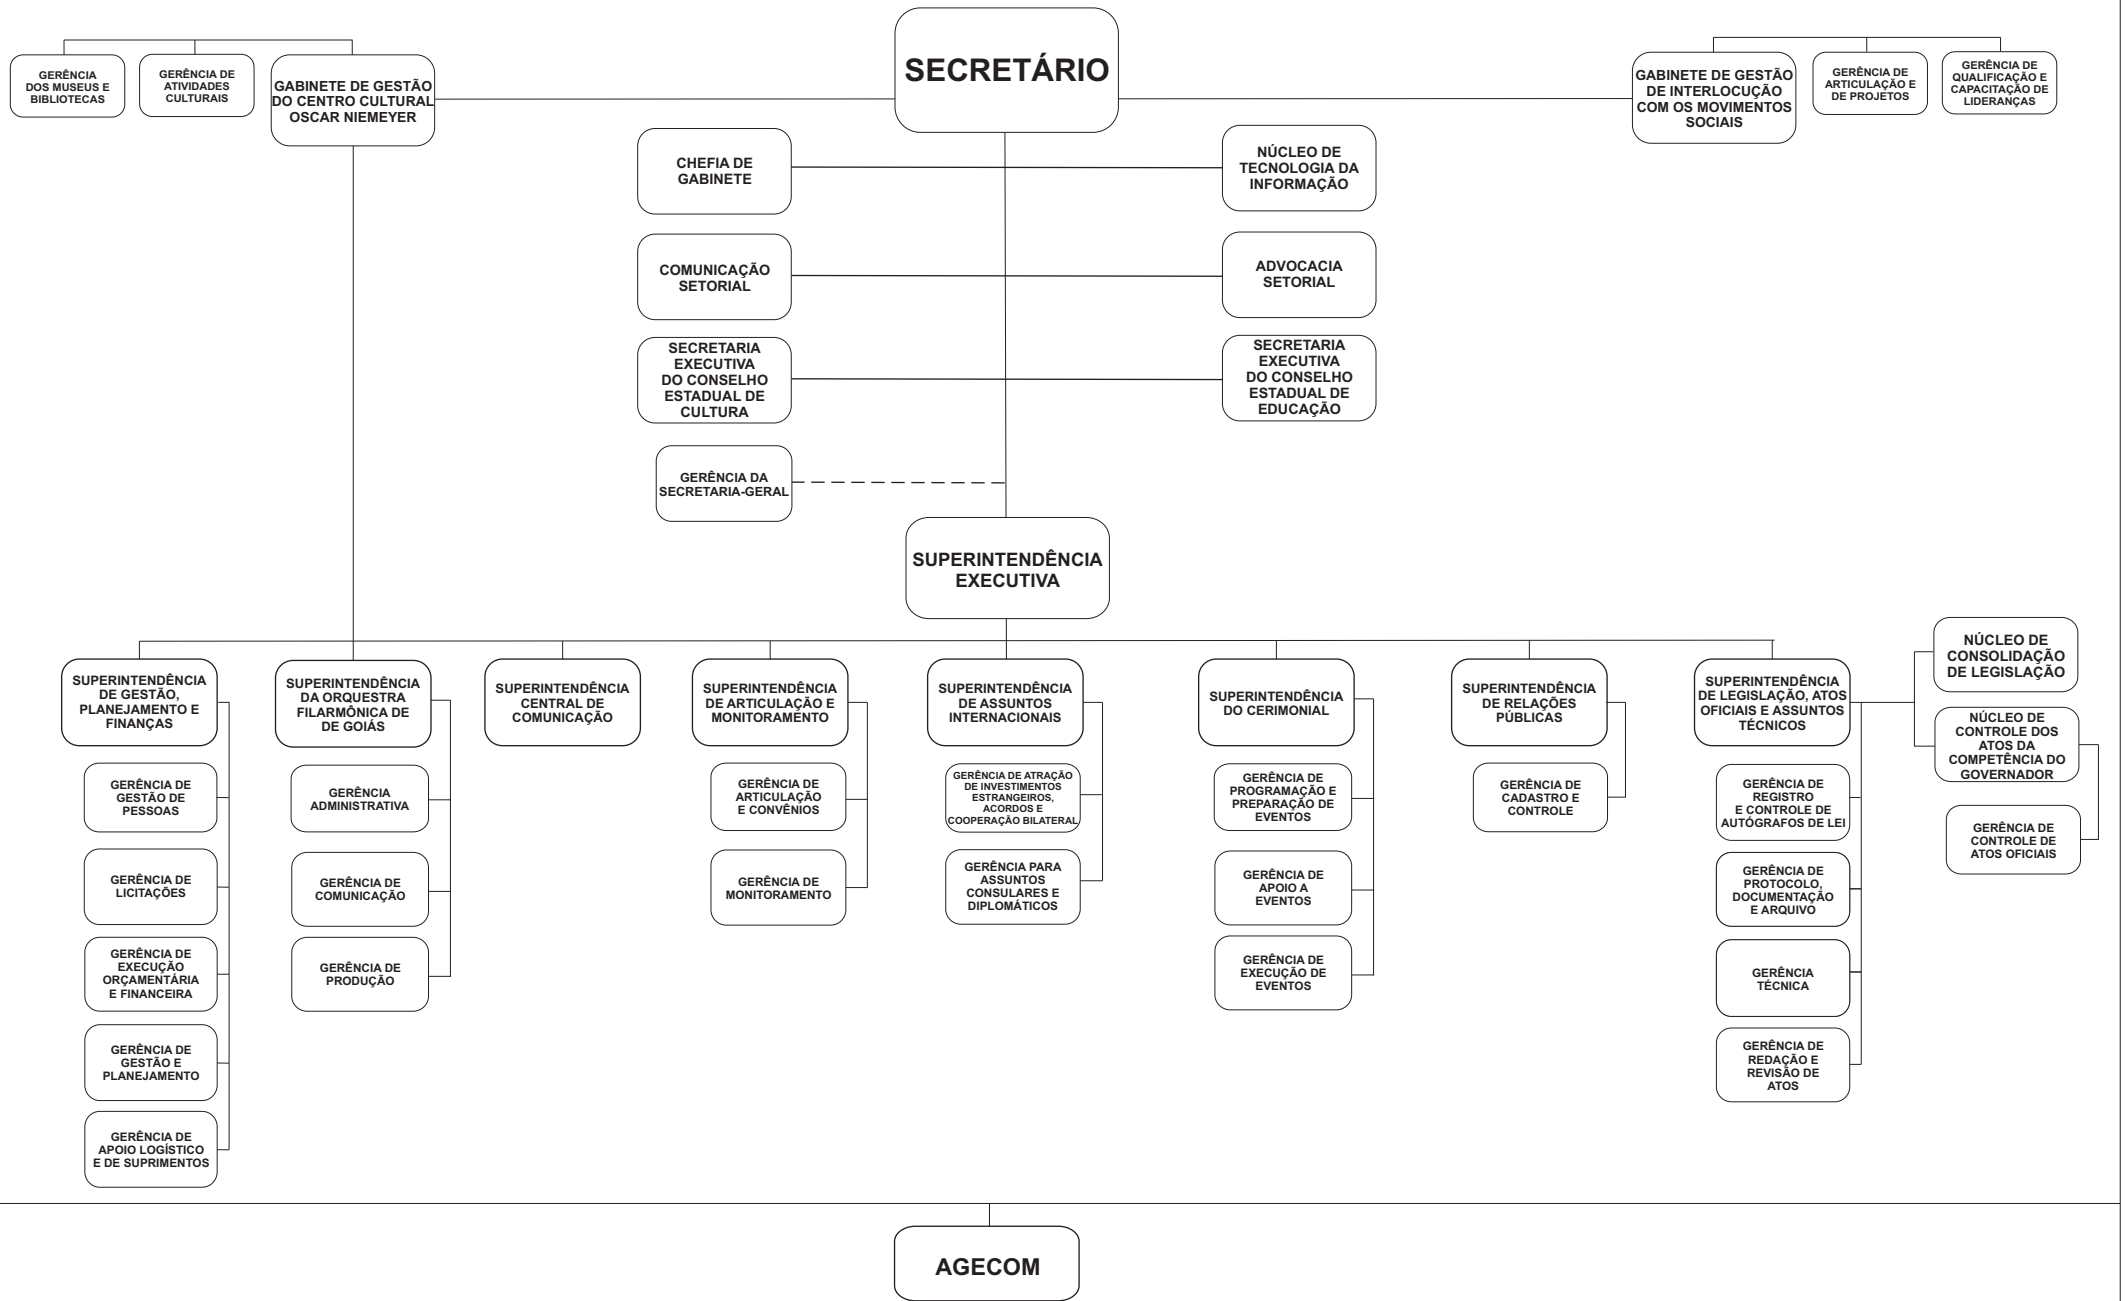 SECRETÁRIO
GERÊNCIA
DOS MUSEUS E
BIBLIOTECAS
GERÊNCIA DE
ATIVIDADES
CULTURAIS
GABINETE DE GESTÃO
DO CENTRO CULTURAL
OSCAR NIEMEYER
GABINETE DE GESTÃO
DE INTERLOCUÇÃO
COM OS MOVIMENTOS
SOCIAIS
GERÊNCIA DE
ARTICULAÇÃO E
DE PROJETOS
GERÊNCIA DE
QUALIFICAÇÃO E
CAPACITAÇÃO DE
LIDERANÇAS
CHEFIA DE
GABINETE
NÚCLEO DE
TECNOLOGIA DA
INFORMAÇÃO
COMUNICAÇÃO
SETORIAL
ADVOCACIA
SETORIAL
SECRETARIA
EXECUTIVA
DO CONSELHO
ESTADUAL DE
CULTURA
SECRETARIA
EXECUTIVA
DO CONSELHO
ESTADUAL DE
EDUCAÇÃO
GERÊNCIA DA
SECRETARIA-GERAL
SUPERINTENDÊNCIA
EXECUTIVA
SUPERINTENDÊNCIA
DE GESTÃO,
PLANEJAMENTO E
FINANÇAS
GERÊNCIA DE
GESTÃO DE
PESSOAS
GERÊNCIA DE
LICITAÇÕES
GERÊNCIA DE
EXECUÇÃO
ORÇAMENTÁRIA
E FINANCEIRA
GERÊNCIA DE
GESTÃO E
PLANEJAMENTO
GERÊNCIA DE
APOIO LOGÍSTICO
E DE SUPRIMENTOS
SUPERINTENDÊNCIA
DA ORQUESTRA
FILARMÔNICA DE
DE GOIÁS
GERÊNCIA
ADMINISTRATIVA
GERÊNCIA DE
COMUNICAÇÃO
GERÊNCIA DE
PRODUÇÃO
SUPERINTENDÊNCIA
CENTRAL DE
COMUNICAÇÃO
SUPERINTENDÊNCIA
DE ARTICULAÇÃO E
MONITORAMENTO
GERÊNCIA DE
ARTICULAÇÃO
E CONVÊNIOS
GERÊNCIA DE
MONITORAMENTO
SUPERINTENDÊNCIA
DE ASSUNTOS
INTERNACIONAIS
GERÊNCIA DE ATRAÇÃO
DE INVESTIMENTOS
ESTRANGEIROS,
ACORDOS E
COOPERAÇÃO BILATERAL
GERÊNCIA PARA
ASSUNTOS
CONSULARES E
DIPLOMÁTICOS
SUPERINTENDÊNCIA
DO CERIMONIAL
GERÊNCIA DE
PROGRAMAÇÃO E
PREPARAÇÃO DE
EVENTOS
GERÊNCIA DE
APOIO A
EVENTOS
GERÊNCIA DE
EXECUÇÃO DE
EVENTOS
SUPERINTENDÊNCIA
DE RELAÇÕES
PÚBLICAS
GERÊNCIA DE
CADASTRO E
CONTROLE
SUPERINTENDÊNCIA
DE LEGISLAÇÃO, ATOS
OFICIAIS E ASSUNTOS
TÉCNICOS
GERÊNCIA DE
REGISTRO
E CONTROLE DE
AUTÓGRAFOS DE LEI
GERÊNCIA DE
PROTOCOLO,
DOCUMENTAÇÃO
E ARQUIVO
GERÊNCIA
TÉCNICA
GERÊNCIA DE
REDAÇÃO E
REVISÃO DE
ATOS
NÚCLEO DE
CONSOLIDAÇÃO
DE LEGISLAÇÃO
NÚCLEO DE
CONTROLE DOS
ATOS DA
COMPETÊNCIA DO
GOVERNADOR
GERÊNCIA DE
CONTROLE DE
ATOS OFICIAIS
AGECOM